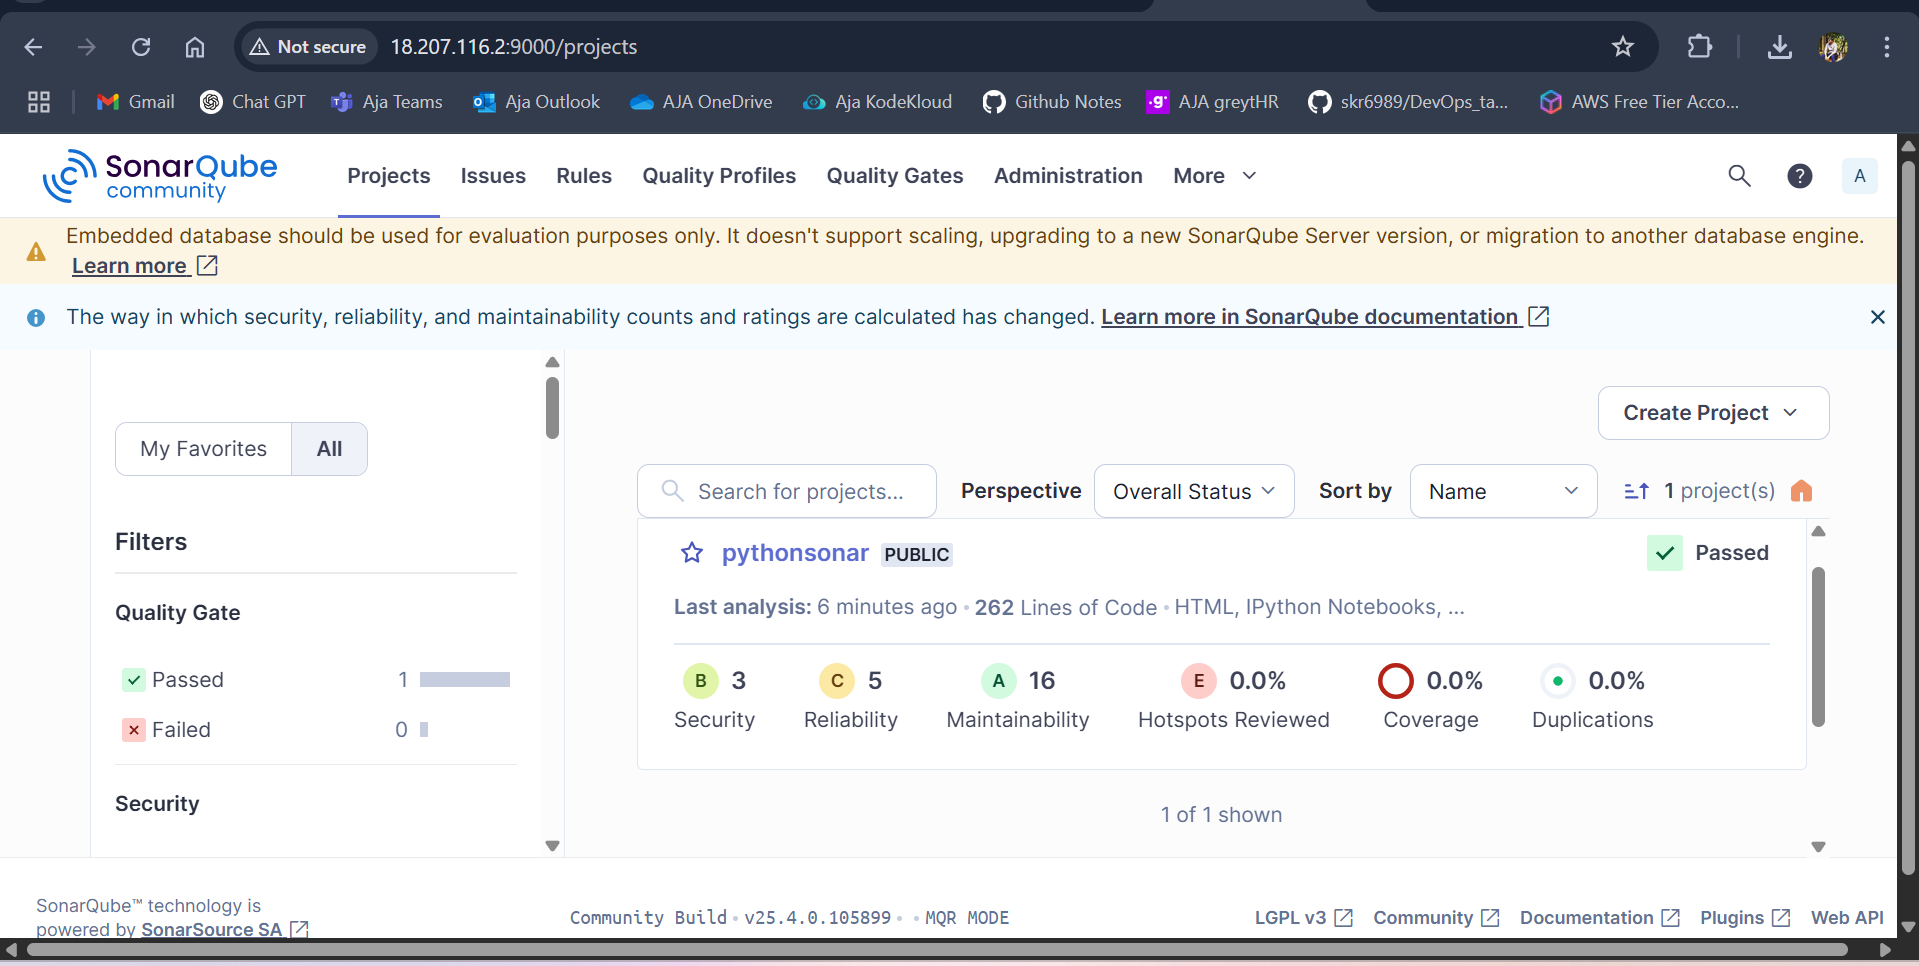 Not secure
18.207.116.2:9000/projects
Gmail
Chat GPT
Aja Teams
Aja Outlook
AJA OneDrive
Aja KodeKloud
Github Notes
AJA greytHR
skr6989/DevOps_ta...
AWS Free Tier Acco...
SonarQube
community
Projects
Issues
Rules
Quality Profiles
Quality Gates
Administration
More
A
Embedded database should be used for evaluation purposes only. It doesn't support scaling, upgrading to a new SonarQube Server version, or migration to another database engine.
Learn more
The way in which security, reliability, and maintainability counts and ratings are calculated has changed. Learn more in SonarQube documentation
My Favorites
All
Filters
Quality Gate
Passed 1
Failed 0
Security
Create Project
Search for projects...
Perspective
Overall Status
Sort by
Name
1 project(s)
pythonsonar PUBLIC
Passed
Last analysis: 6 minutes ago • 262 Lines of Code • HTML, IPython Notebooks, ...
B 3
Security
C 5
Reliability
A 16
Maintainability
E 0.0%
Hotspots Reviewed
0.0%
Coverage
0.0%
Duplications
1 of 1 shown
SonarQube™ technology is
powered by SonarSource SA
Community Build • v25.4.0.105899 • • MQR MODE
LGPL v3
Community
Documentation
Plugins
Web API